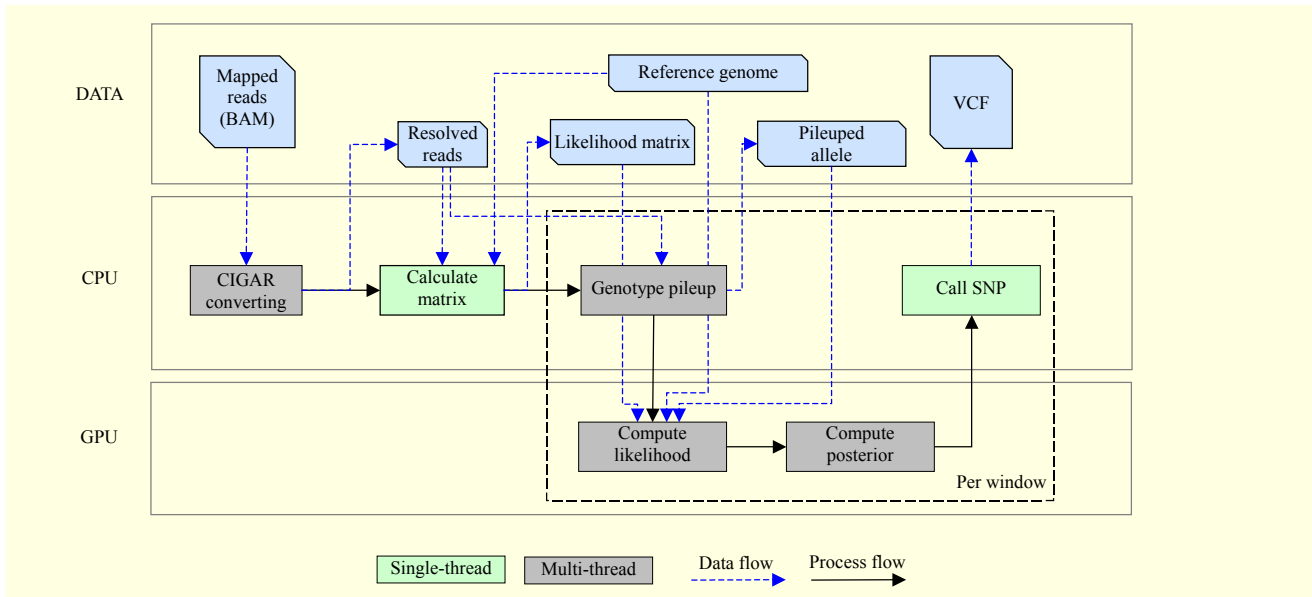 DATA
Mapped
reads
(BAM)
Resolved
reads
Reference genome
Likelihood matrix
Pileuped
allele
VCF
CPU
CIGAR
converting
Calculate
matrix
Genotype pileup
Call SNP
GPU
Compute
likelihood
Compute
posterior
Per window
Single-thread
Multi-thread
Data flow
Process flow